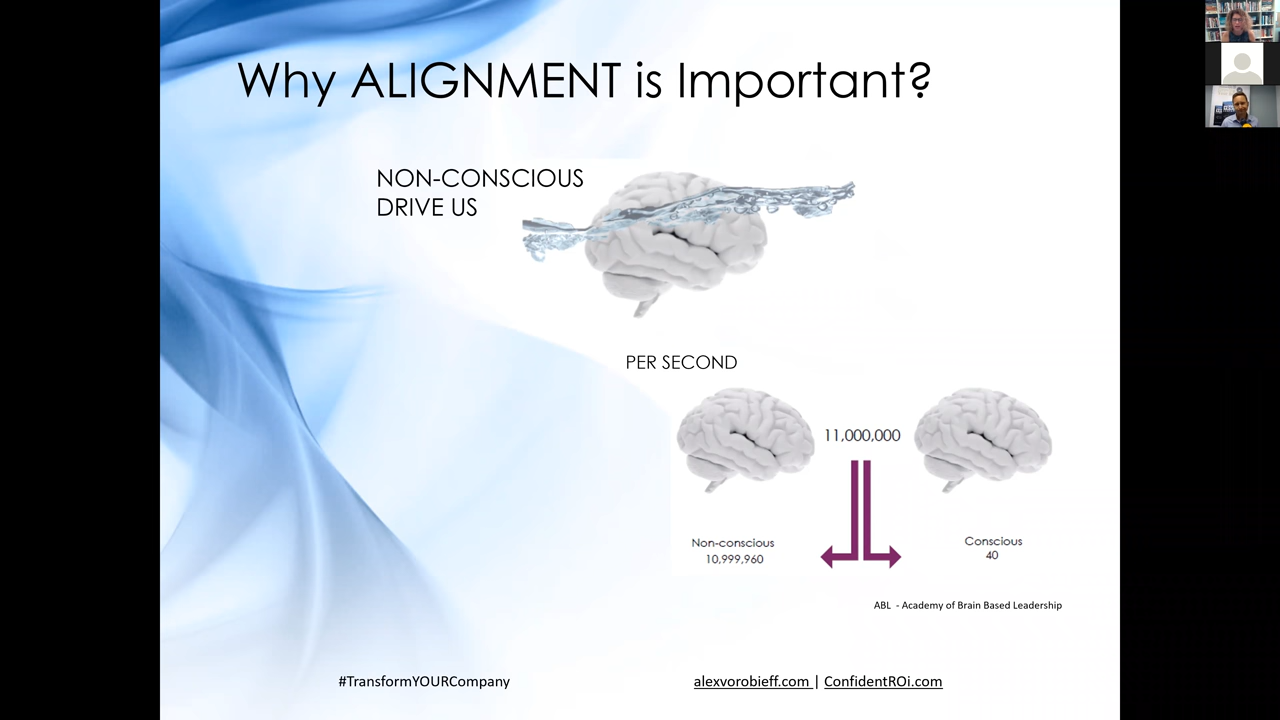 Why ALIGNMENT is Important?
NON-CONSCIOUS
DRIVE US
PER SECOND
11,000,000
Non-conscious
10,999,960
Conscious
40
ABL - Academy of Brain Based Leadership
#TransformYOURCompany
alexvorobieff.com | ConfidentROi.com